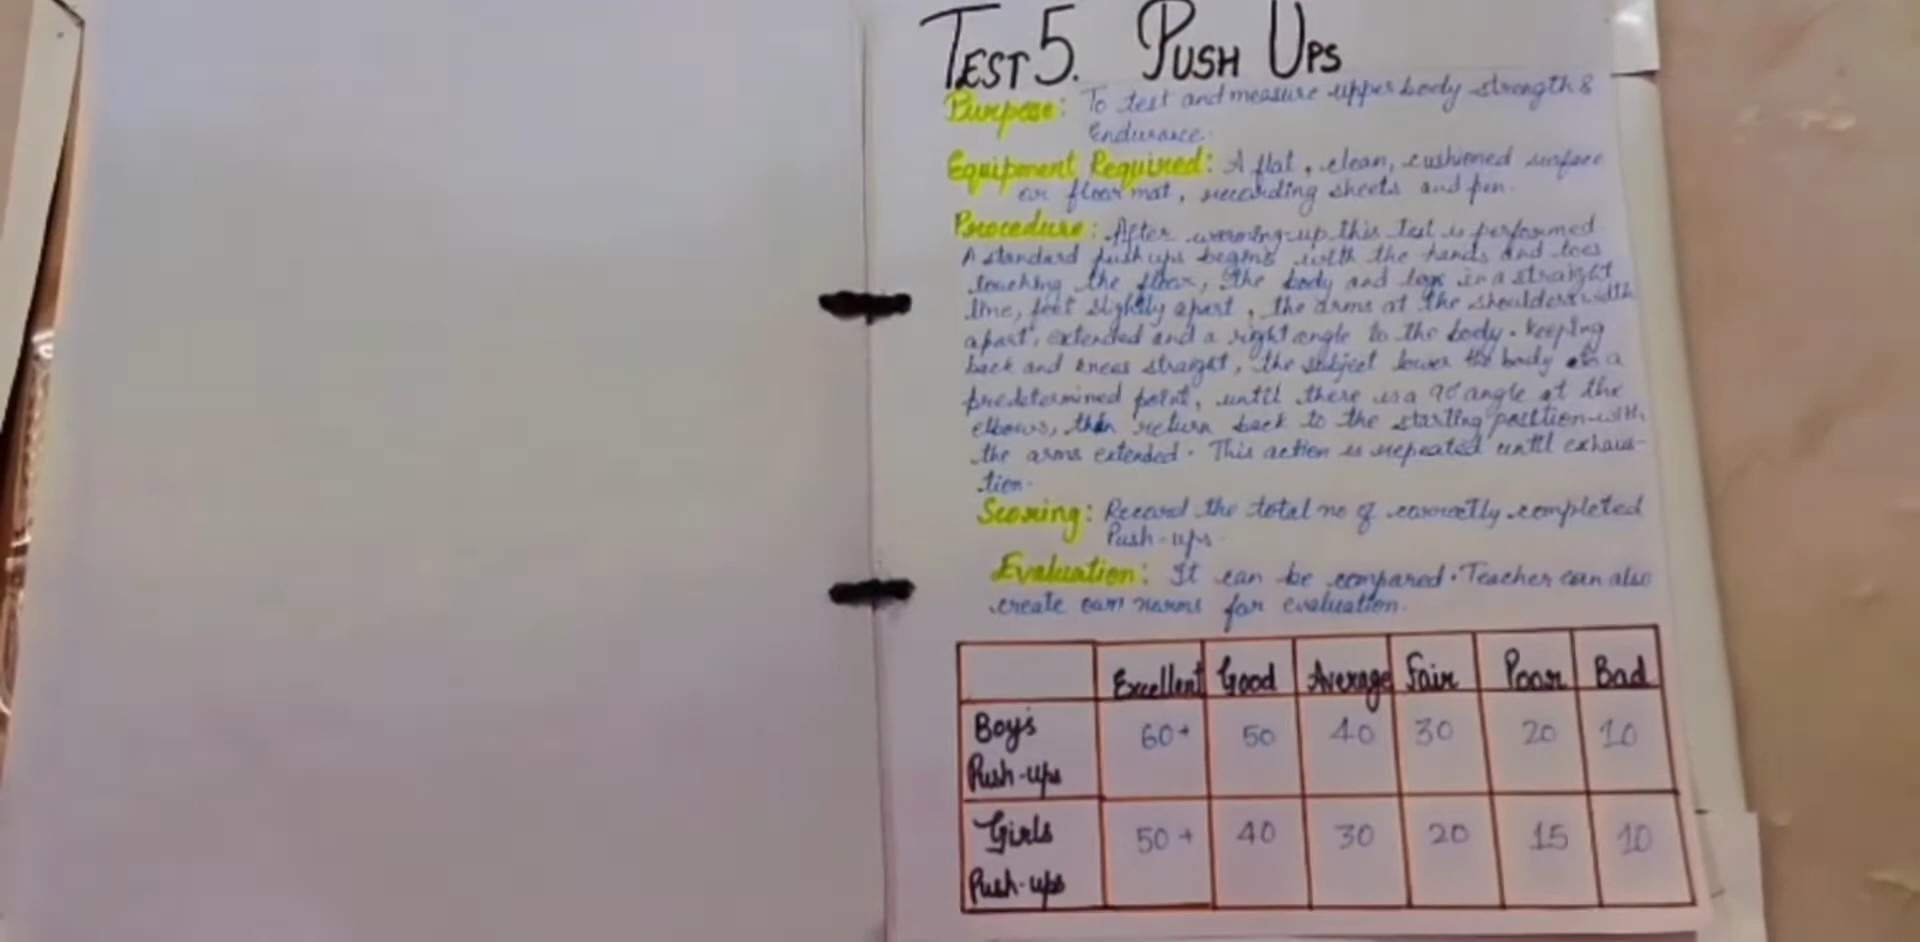 TEST 5. PUSH UPS
Purpose: To test and measure upper body strength &
Endurance.
Equipment Required: A flat, clean, cushioned surface
or floor mat, recording sheets and pen.
Procedure: After warming up this test is performed
A standard push ups begins with the hands and toes
touching the floor, the body and legs in a straight
line, feet slightly apart, the arms at the shoulder width
apart, extended and a right angle to the body. keeping
back and knees straight, the subject lower the body to a
predetermined point, until there is a 90° angle at the
elbows, then return back to the starting position with
the arms extended. This action is repeated until exhaus-
tion.
Scoring: Record the total no of correctly completed
Push-ups.
Evaluation: It can be compared. Teacher can also
create own norms for evaluation.
Excellent Good Average Fair Poor Bad
Boy's
Push-ups 60+ 50 40 30 20 10
Girls
Push-ups 50+ 40 30 20 15 10